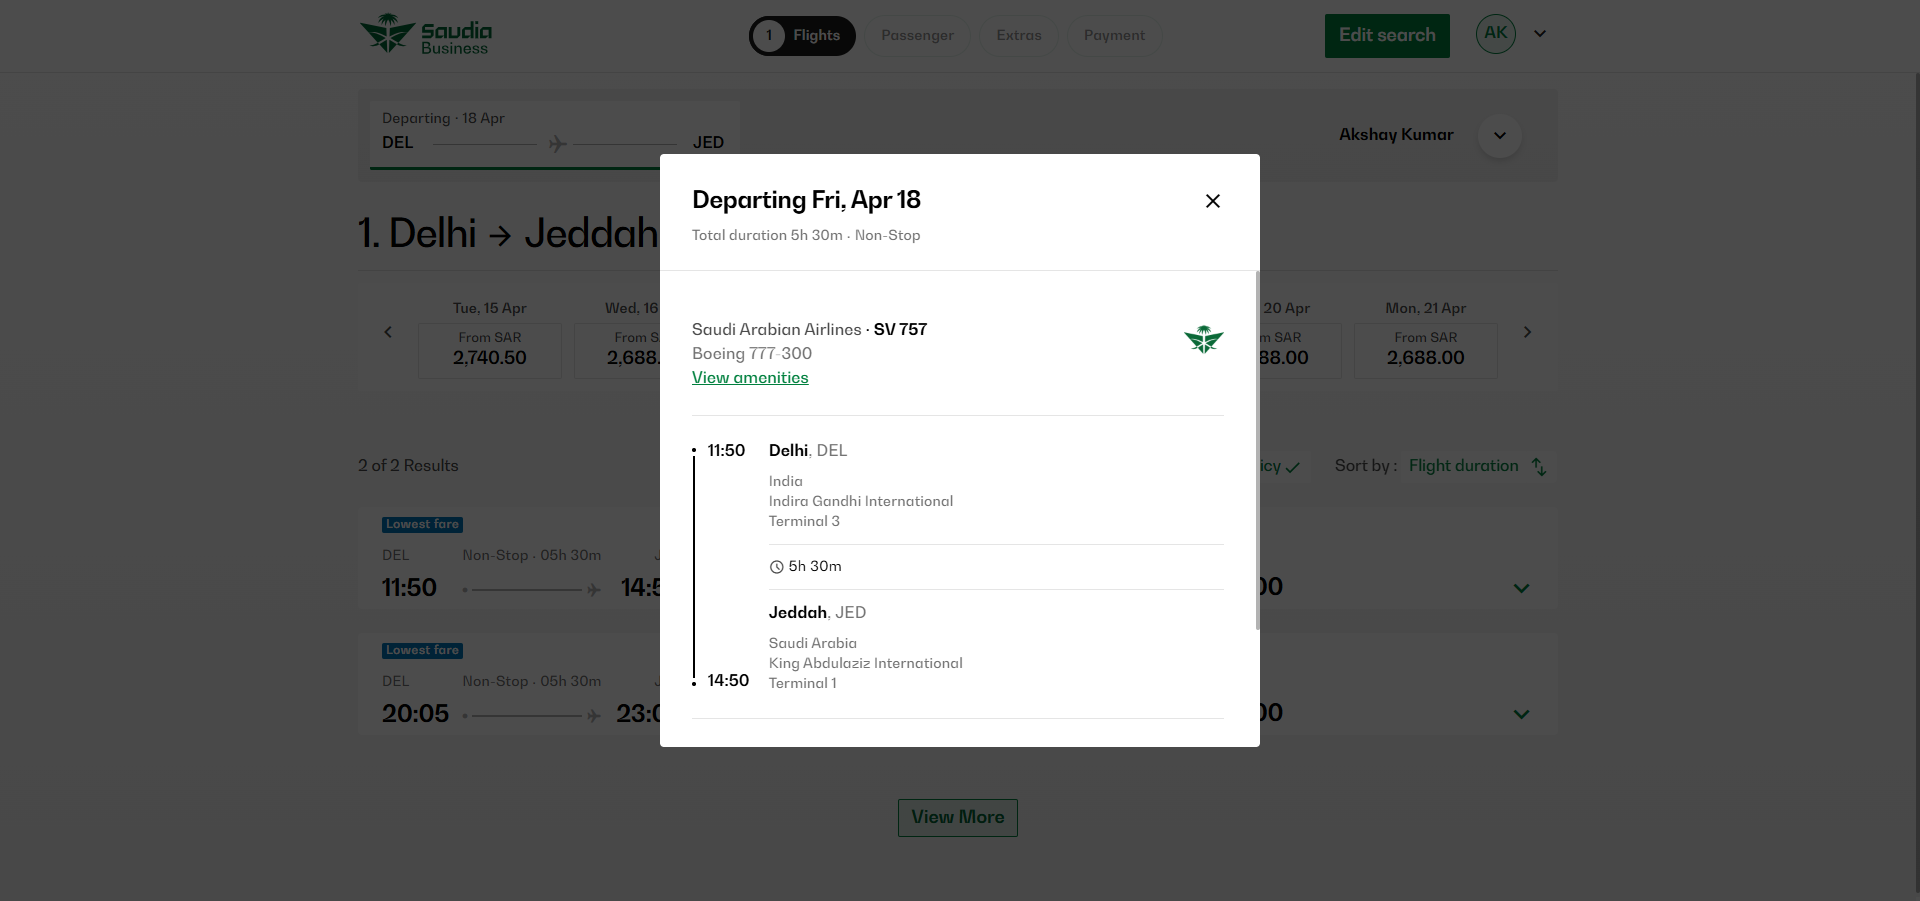 Saudia
Business
1 Flights
Passenger
Extras
Payment
Edit search
AK
Departing · 18 Apr
DEL
JED
Akshay Kumar
1. Delhi → Jeddah
Tue, 15 Apr
From SAR
2,740.50
Wed, 16
From S
2,688.
20 Apr
m SAR
88.00
Mon, 21 Apr
From SAR
2,688.00
2 of 2 Results
icy
Sort by : Flight duration
Lowest fare
DEL
Non-Stop · 05h 30m
11:50
14:5
00
Lowest fare
DEL
Non-Stop · 05h 30m
20:05
23:0
00
View More
Departing Fri, Apr 18
Total duration 5h 30m · Non-Stop
Saudi Arabian Airlines · SV 757
Boeing 777-300
View amenities
11:50 Delhi, DEL
India
Indira Gandhi International
Terminal 3
5h 30m
Jeddah, JED
Saudi Arabia
King Abdulaziz International
14:50 Terminal 1